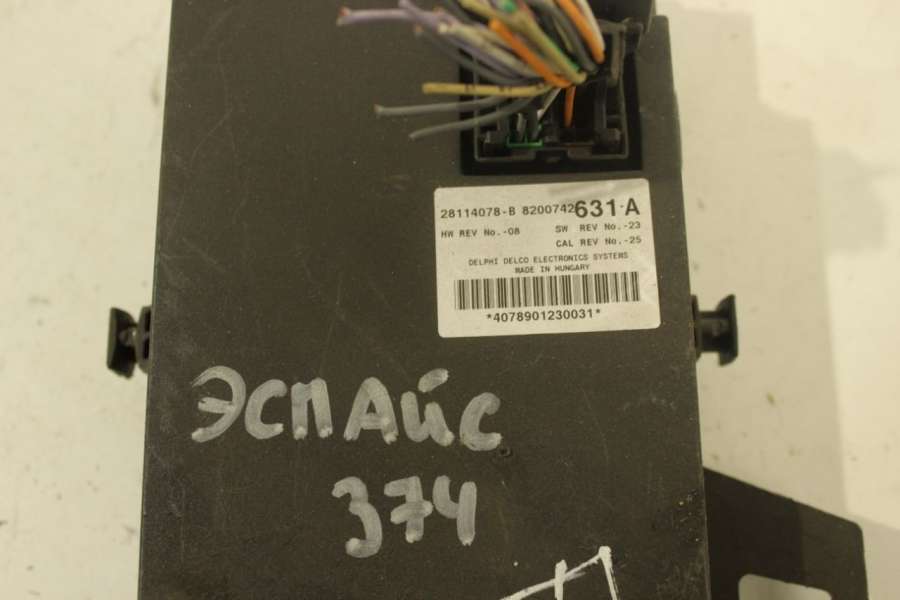 28114078-B 8200742631-A
HW REV No.-08 SW REV No.-23
CAL REV No.-25
DELPHI DELCO ELECTRONICS SYSTEMS
MADE IN HUNGARY
*4078901230031*
ЭСПАЙС
374